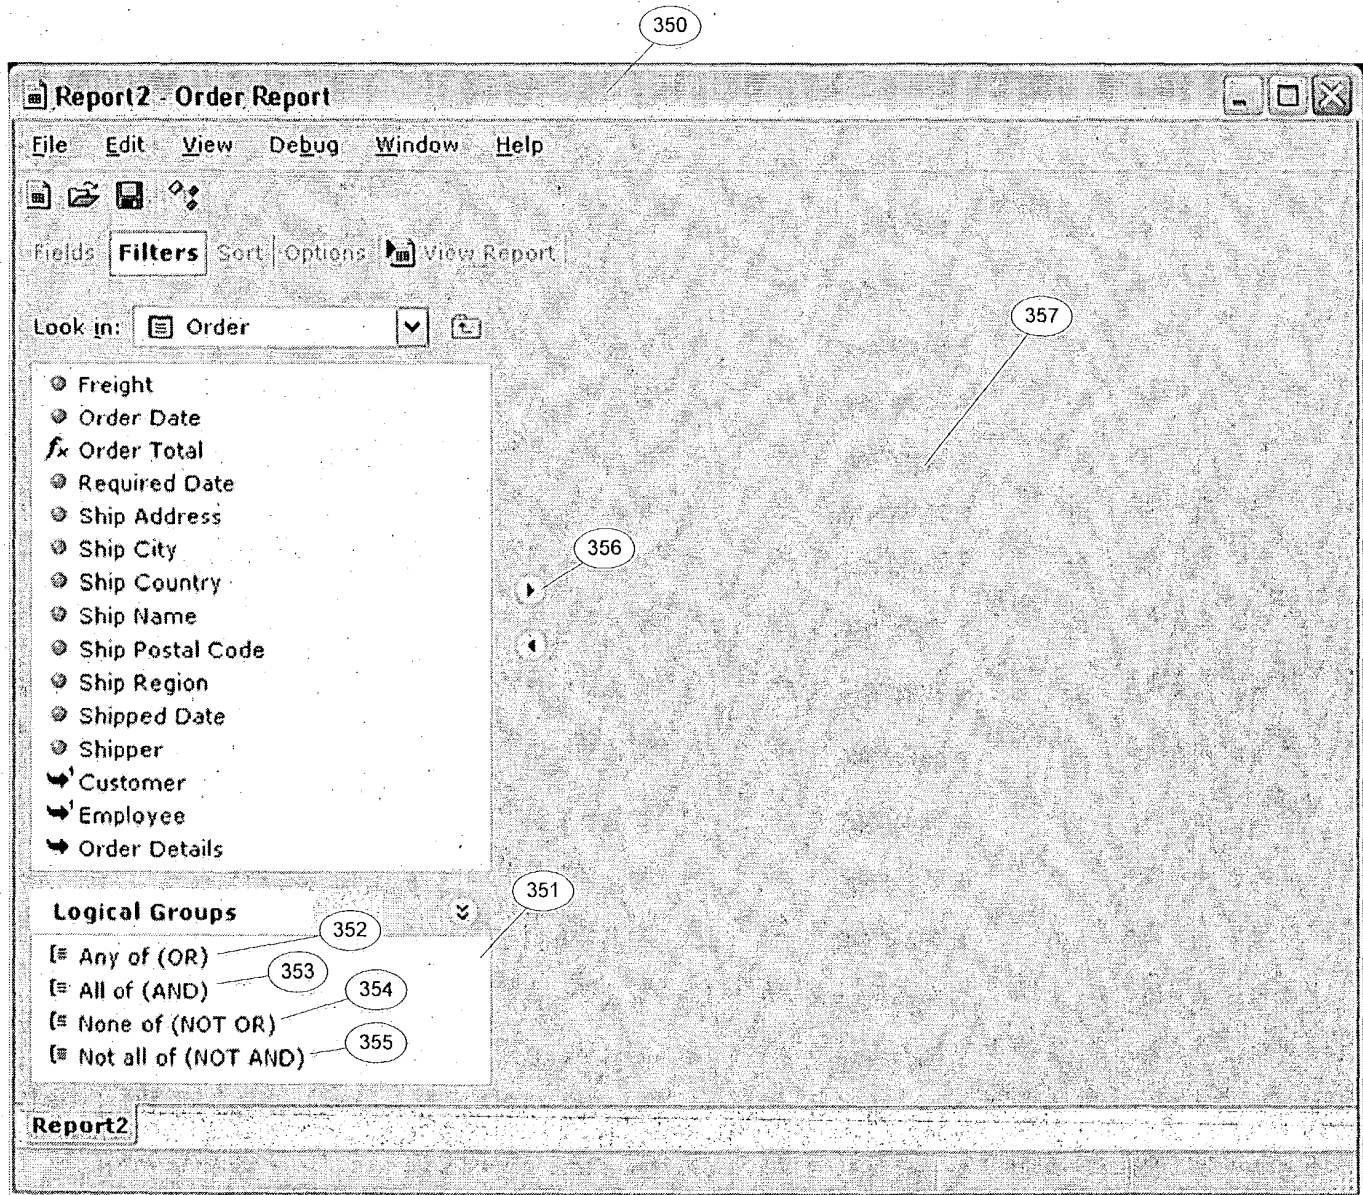 350
Report2 - Order Report
File Edit View Debug Window Help
Fields Filters Sort Options View Report
Look in: Order
357
Freight
Order Date
fx Order Total
Required Date
Ship Address
Ship City
356
Ship Country
Ship Name
Ship Postal Code
Ship Region
Shipped Date
Shipper
1 Customer
1 Employee
Order Details
351
Logical Groups
352
Any of (OR)
353
All of (AND)
354
None of (NOT OR)
355
Not all of (NOT AND)
Report2